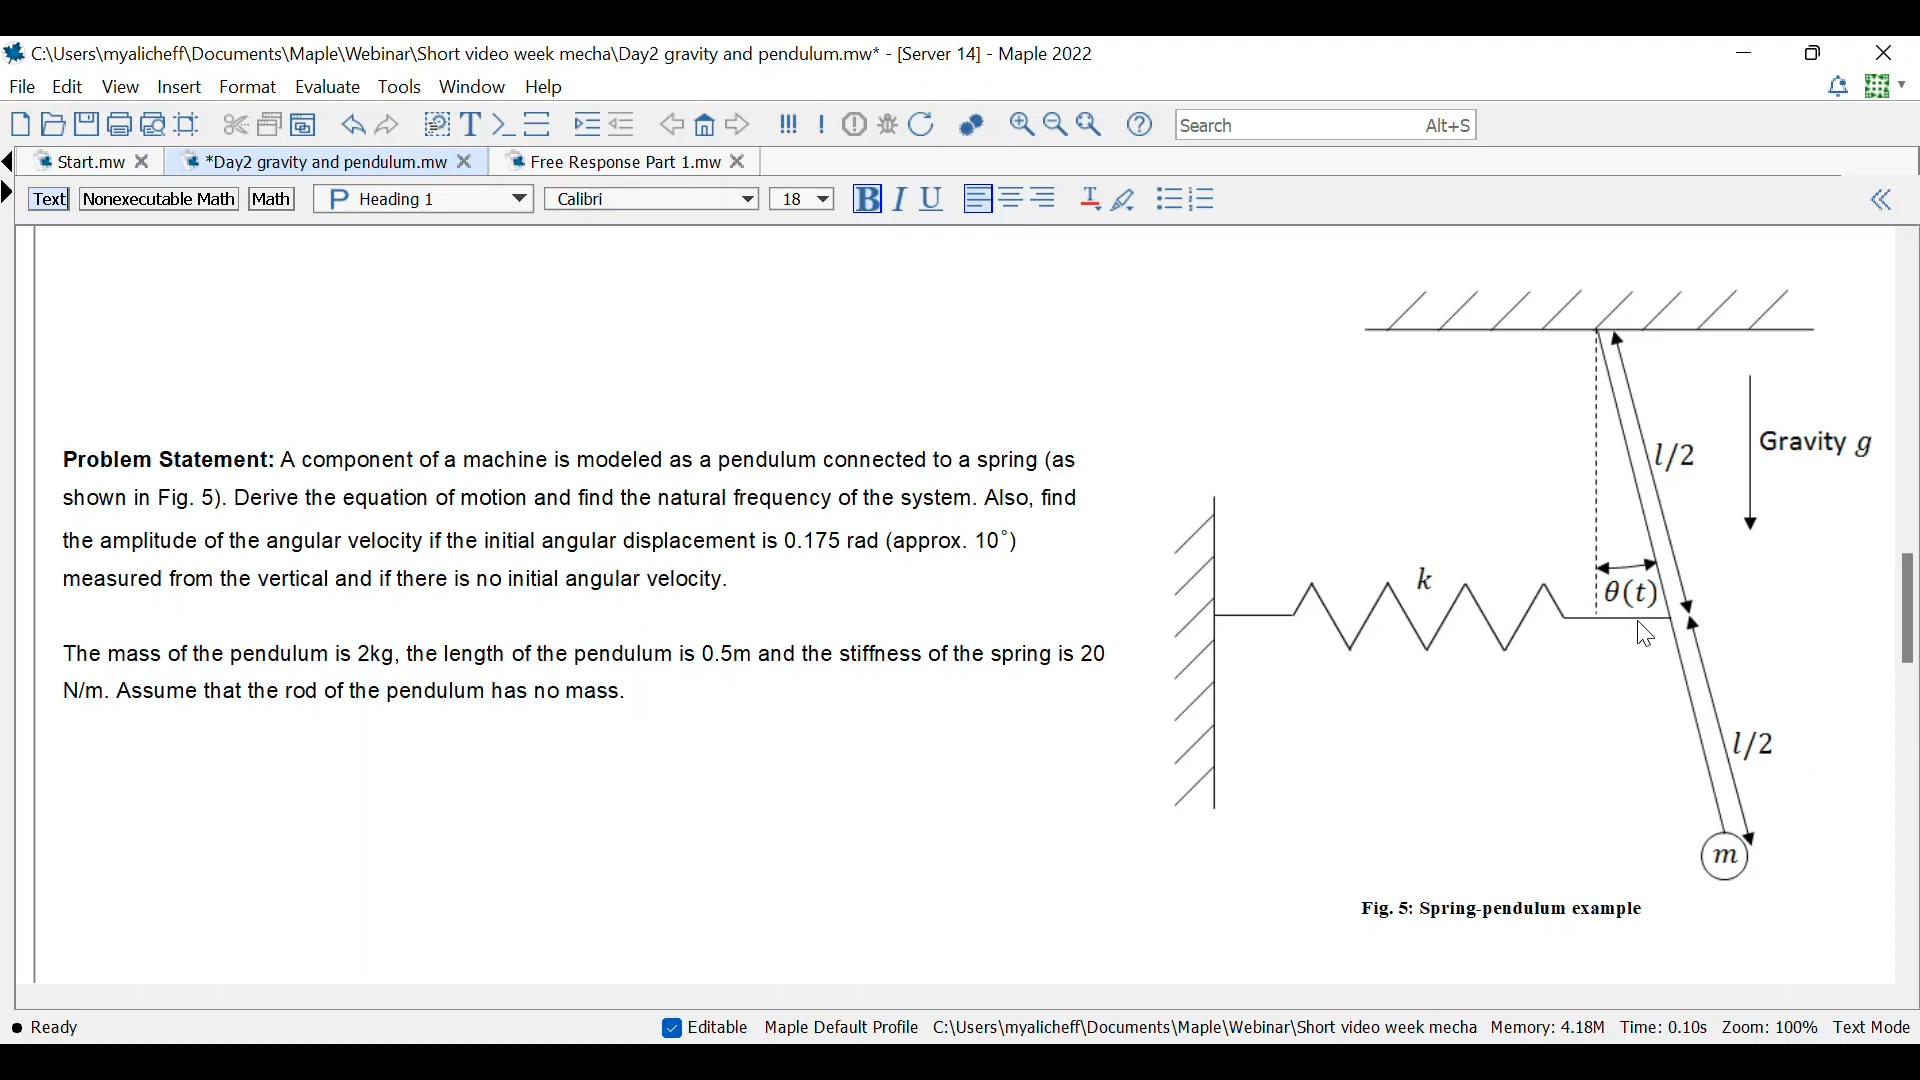 C:\Users\myalicheff\Documents\Maple\Webinar\Short video week mecha\Day2 gravity and pendulum.mw* - [Server 14] - Maple 2022
File Edit View Insert Format Evaluate Tools Window Help
Search Alt+S
Start.mw *Day2 gravity and pendulum.mw Free Response Part 1.mw
Text Nonexecutable Math Math P Heading 1 Calibri 18 B I U
Problem Statement: A component of a machine is modeled as a pendulum connected to a spring (as
shown in Fig. 5). Derive the equation of motion and find the natural frequency of the system. Also, find
the amplitude of the angular velocity if the initial angular displacement is 0.175 rad (approx. 10°)
measured from the vertical and if there is no initial angular velocity.
The mass of the pendulum is 2kg, the length of the pendulum is 0.5m and the stiffness of the spring is 20
N/m. Assume that the rod of the pendulum has no mass.
Gravity g
l/2
k
θ(t)
l/2
m
Fig. 5: Spring-pendulum example
Ready Editable Maple Default Profile C:\Users\myalicheff\Documents\Maple\Webinar\Short video week mecha Memory: 4.18M Time: 0.10s Zoom: 100% Text Mode